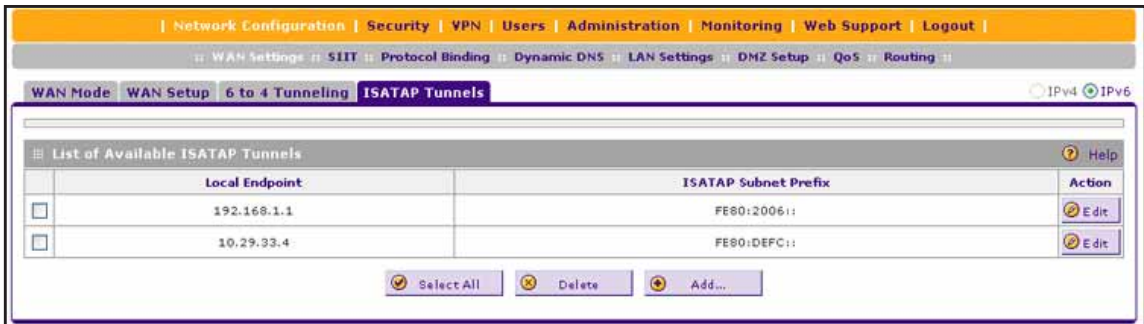 | Network Configuration | Security | VPN | Users | Administration | Monitoring | Web Support | Logout |
:: WAN Settings :: SIIT :: Protocol Binding :: Dynamic DNS :: LAN Settings :: DMZ Setup :: QoS :: Routing ::
WAN Mode WAN Setup 6 to 4 Tunneling ISATAP Tunnels IPv4 IPv6
List of Available ISATAP Tunnels Help
Local Endpoint ISATAP Subnet Prefix Action
192.168.1.1 FE80:2006:: Edit
10.29.33.4 FE80:DEFC:: Edit
Select All Delete Add...